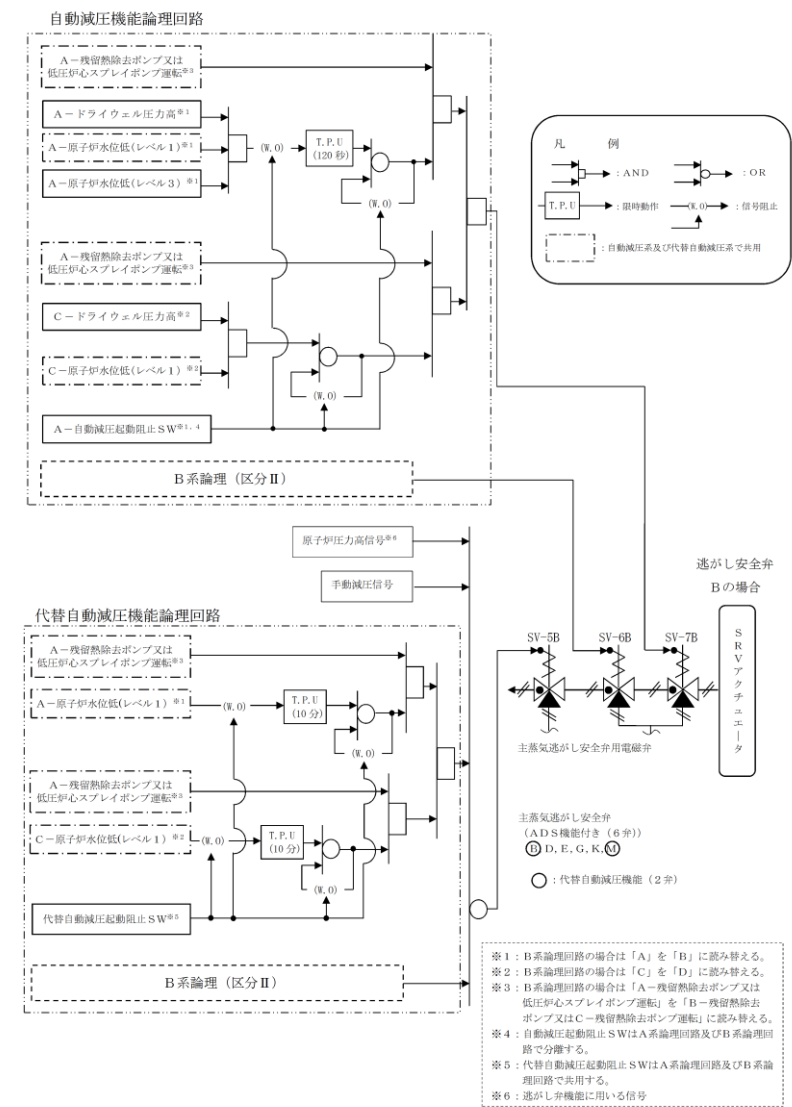 自動減圧機能論理回路
A－残留熱除去ポンプ又は
低圧炉心スプレイポンプ運転※3
A－ドライウェル圧力高※1
A－原子炉水位低(レベル1)※1
A－原子炉水位低(レベル3)※1
(W.O)
T.P.U
(120秒)
(W.O)
A－残留熱除去ポンプ又は
低圧炉心スプレイポンプ運転※3
C－ドライウェル圧力高※2
C－原子炉水位低(レベル1)※2
(W.O)
A－自動減圧起動阻止SW※1,4
B系論理（区分Ⅱ）
凡 例
：AND
：OR
T.P.U
：限時動作
(W.O)
：信号阻止
：自動減圧系及び代替自動減圧系で共用
原子炉圧力高信号※6
手動減圧信号
代替自動減圧機能論理回路
A－残留熱除去ポンプ又は
低圧炉心スプレイポンプ運転※3
A－原子炉水位低(レベル1)※1
(W.O)
T.P.U
(10分)
(W.O)
A－残留熱除去ポンプ又は
低圧炉心スプレイポンプ運転※3
C－原子炉水位低(レベル1)※2
(W.O)
T.P.U
(10分)
(W.O)
代替自動減圧起動阻止SW※5
B系論理（区分Ⅱ）
逃がし安全弁
Bの場合
SV-5B
SV-6B
SV-7B
SRVアクチュエータ
主蒸気逃がし安全弁用電磁弁
主蒸気逃がし安全弁
（ADS機能付き（6弁））
B,D,E,G,K,M
：代替自動減圧機能（2弁）
※1：B系論理回路の場合は「A」を「B」に読み替える。
※2：B系論理回路の場合は「C」を「D」に読み替える。
※3：B系論理回路の場合は「A－残留熱除去ポンプ又は
低圧炉心スプレイポンプ運転」を「B－残留熱除去
ポンプ又はC－残留熱除去ポンプ運転」に読み替える。
※4：自動減圧起動阻止SWはA系論理回路及びB系論理回
路で分離する。
※5：代替自動減圧起動阻止SWはA系論理回路及びB系論
理回路で共用する。
※6：逃がし弁機能に用いる信号